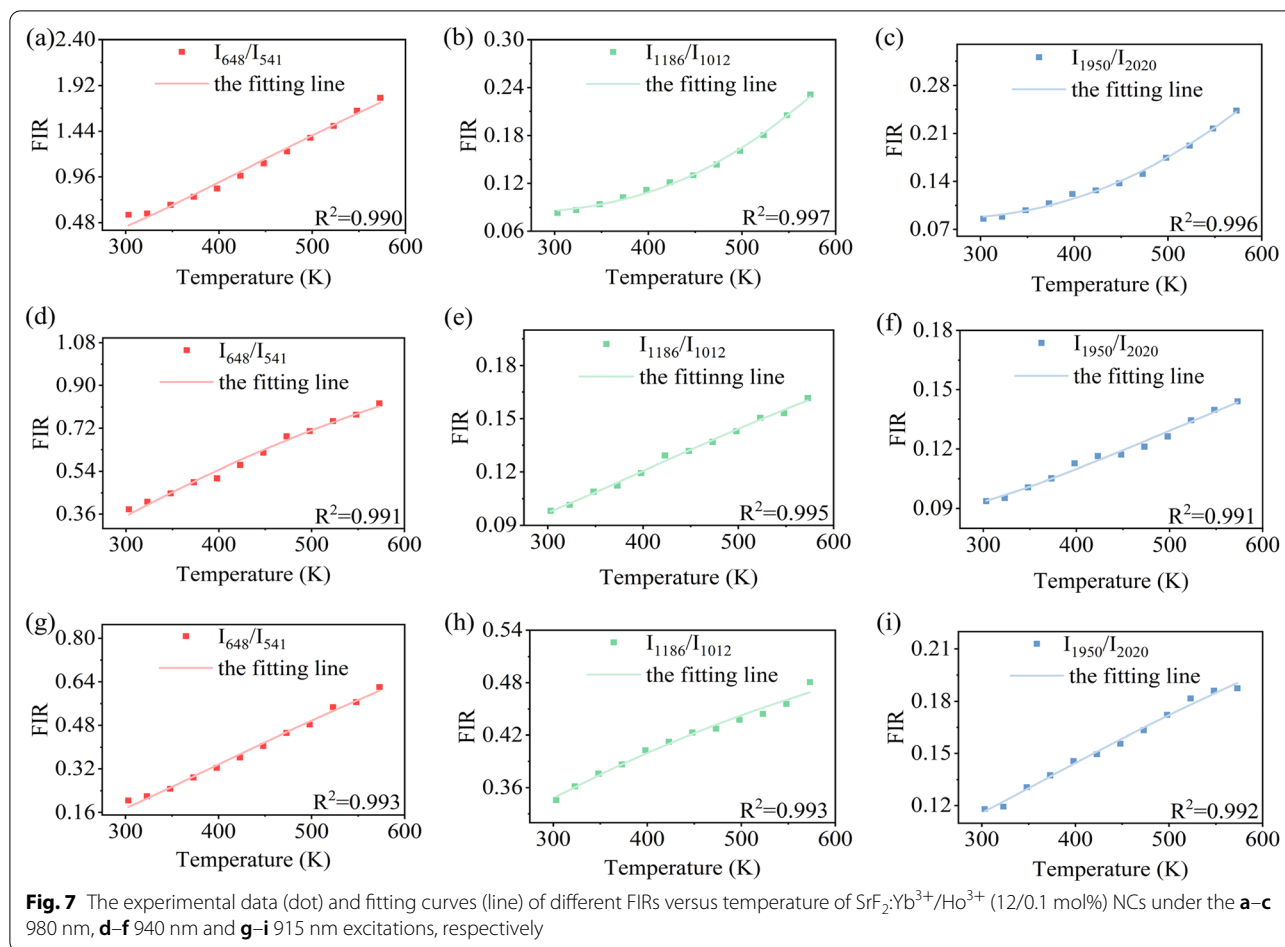 (a)
I648/I541
the fitting line
FIR
2.40
1.92
1.44
0.96
0.48
R²=0.990
300 400 500 600
Temperature (K)
(b)
I1186/I1012
the fitting line
FIR
0.30
0.24
0.18
0.12
0.06
R²=0.997
300 400 500 600
Temperature (K)
(c)
I1950/I2020
the fitting line
FIR
0.28
0.21
0.14
0.07
R²=0.996
300 400 500 600
Temperature (K)
(d)
I648/I541
the fitting line
FIR
1.08
0.90
0.72
0.54
0.36
R²=0.991
300 400 500 600
Temperature (K)
(e)
I1186/I1012
the fittinng line
FIR
0.18
0.15
0.12
0.09
R²=0.995
300 400 500 600
Temperature (K)
(f)
I1950/I2020
the fitting line
FIR
0.18
0.15
0.12
0.09
R²=0.991
300 400 500 600
Temperature (K)
(g)
I648/I541
the fitting line
FIR
0.80
0.64
0.48
0.32
0.16
R²=0.993
300 400 500 600
Temperature (K)
(h)
I1186/I1012
the fitting line
FIR
0.54
0.48
0.42
0.36
R²=0.993
300 400 500 600
Temperature (K)
(i)
I1950/I2020
the fitting line
FIR
0.21
0.18
0.15
0.12
R²=0.992
300 400 500 600
Temperature (K)
Fig. 7 The experimental data (dot) and fitting curves (line) of different FIRs versus temperature of SrF₂:Yb³⁺/Ho³⁺ (12/0.1 mol%) NCs under the a–c
980 nm, d–f 940 nm and g–i 915 nm excitations, respectively